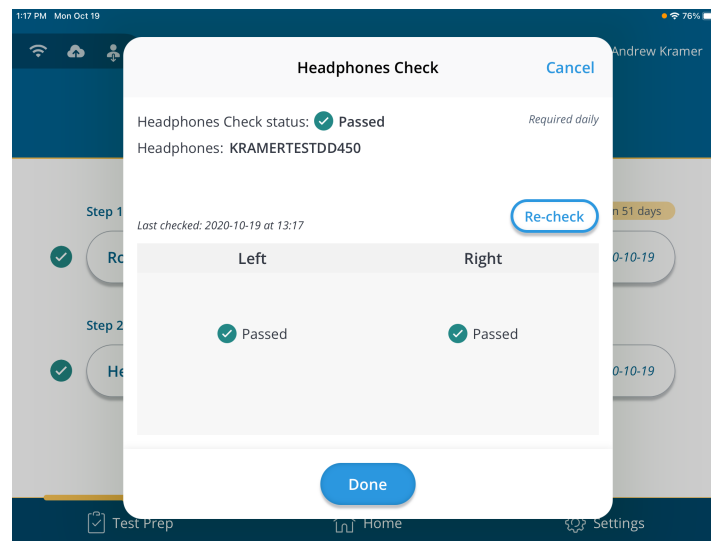 1:17 PM Mon Oct 19
76%
Andrew Kramer
Headphones Check
Cancel
Headphones Check status: Passed
Required daily
Headphones: KRAMERTESTDD450
Step 1
51 days
Last checked: 2020-10-19 at 13:17
Re-check
Left Right
0-10-19
Step 2
Passed Passed
0-10-19
Done
Test Prep
Home
Settings